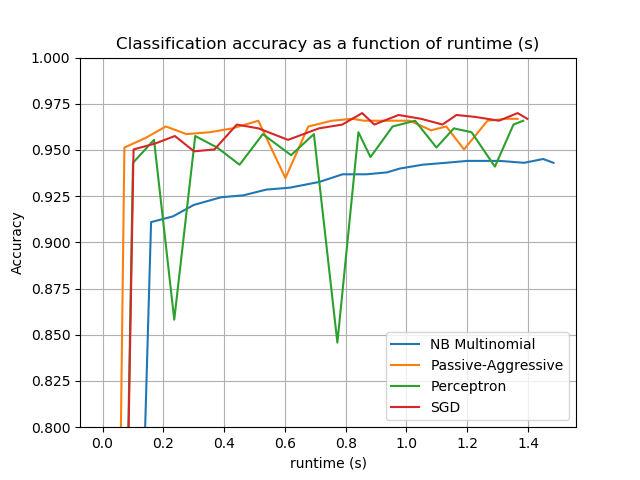 Classification accuracy as a function of runtime (s)
1.000
0.975
0.950
0.925
0.900
0.875
0.850
0.825
0.800
Accuracy
NB Multinomial
Passive-Aggressive
Perceptron
SGD
0.0 0.2 0.4 0.6 0.8 1.0 1.2 1.4
runtime (s)